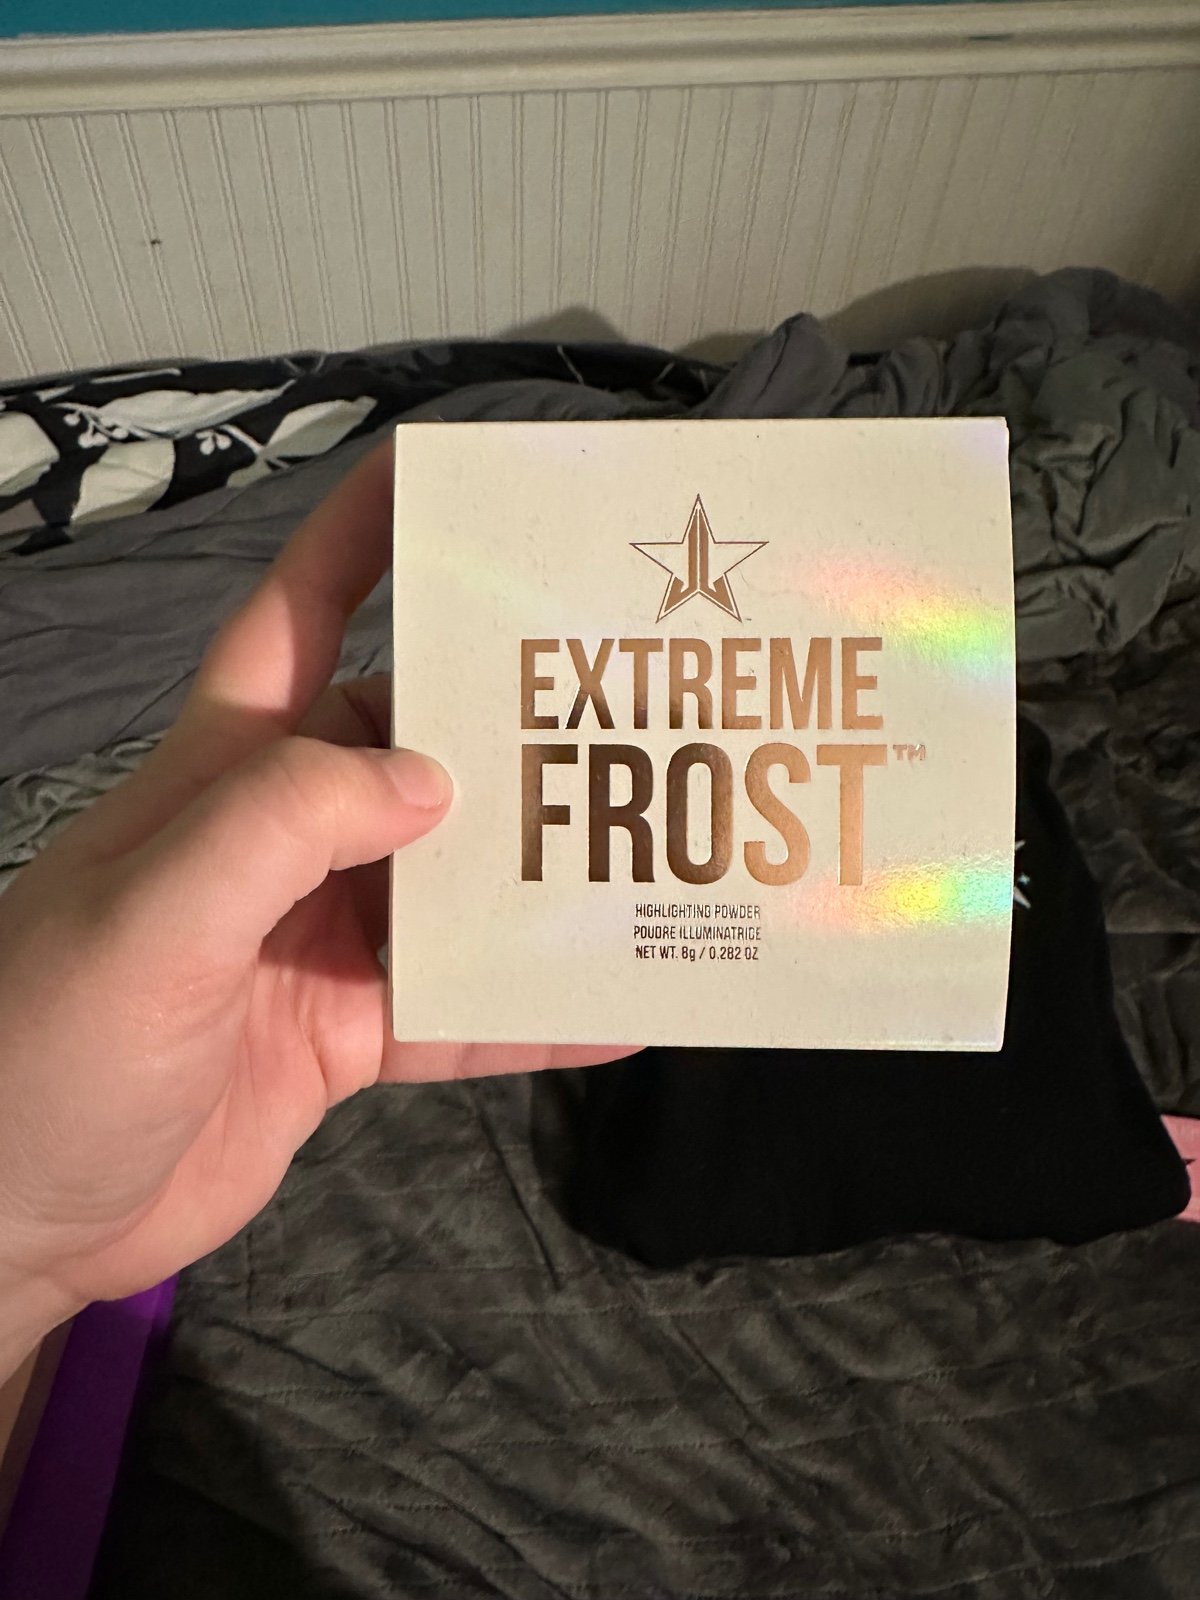 EXTREME
FROST™
HIGHLIGHTING POWDER
POUDRE ILLUMINATRICE
NET WT. 8g / 0.282 OZ